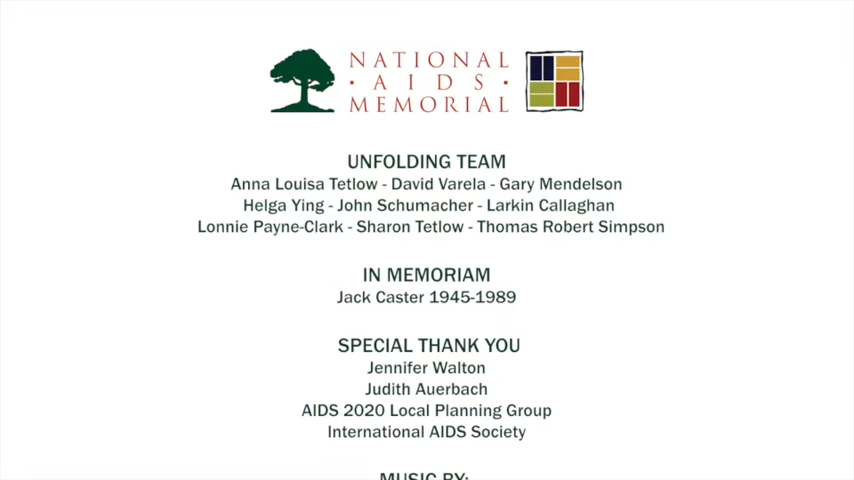 NATIONAL
• AIDS •
MEMORIAL
UNFOLDING TEAM
Anna Louisa Tetlow - David Varela - Gary Mendelson
Helga Ying - John Schumacher - Larkin Callaghan
Lonnie Payne-Clark - Sharon Tetlow - Thomas Robert Simpson
IN MEMORIAM
Jack Caster 1945-1989
SPECIAL THANK YOU
Jennifer Walton
Judith Auerbach
AIDS 2020 Local Planning Group
International AIDS Society
MUSIC BY: